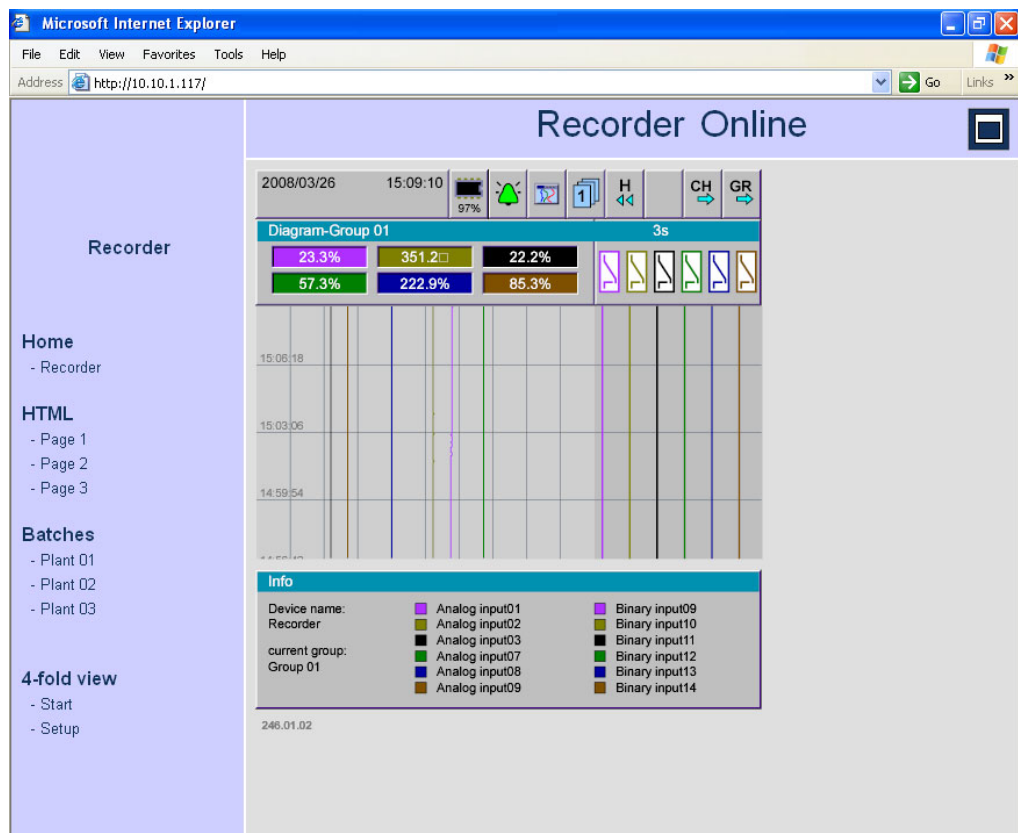 Microsoft Internet Explorer
File Edit View Favorites Tools Help
Address http://10.10.1.117/ Go Links »
Recorder Online
2008/03/26 15:09:10 97% 1 H CH GR
Diagram-Group 01 3s
23.3% 351.2□ 22.2%
57.3% 222.9% 85.3%
Recorder
Home
- Recorder
HTML
- Page 1
- Page 2
- Page 3
Batches
- Plant 01
- Plant 02
- Plant 03
4-fold view
- Start
- Setup
15:06:18
15:03:06
14:59:54
Info
Device name:
Recorder
current group:
Group 01
Analog input01
Analog input02
Analog input03
Analog input07
Analog input08
Analog input09
Binary input09
Binary input10
Binary input11
Binary input12
Binary input13
Binary input14
246.01.02